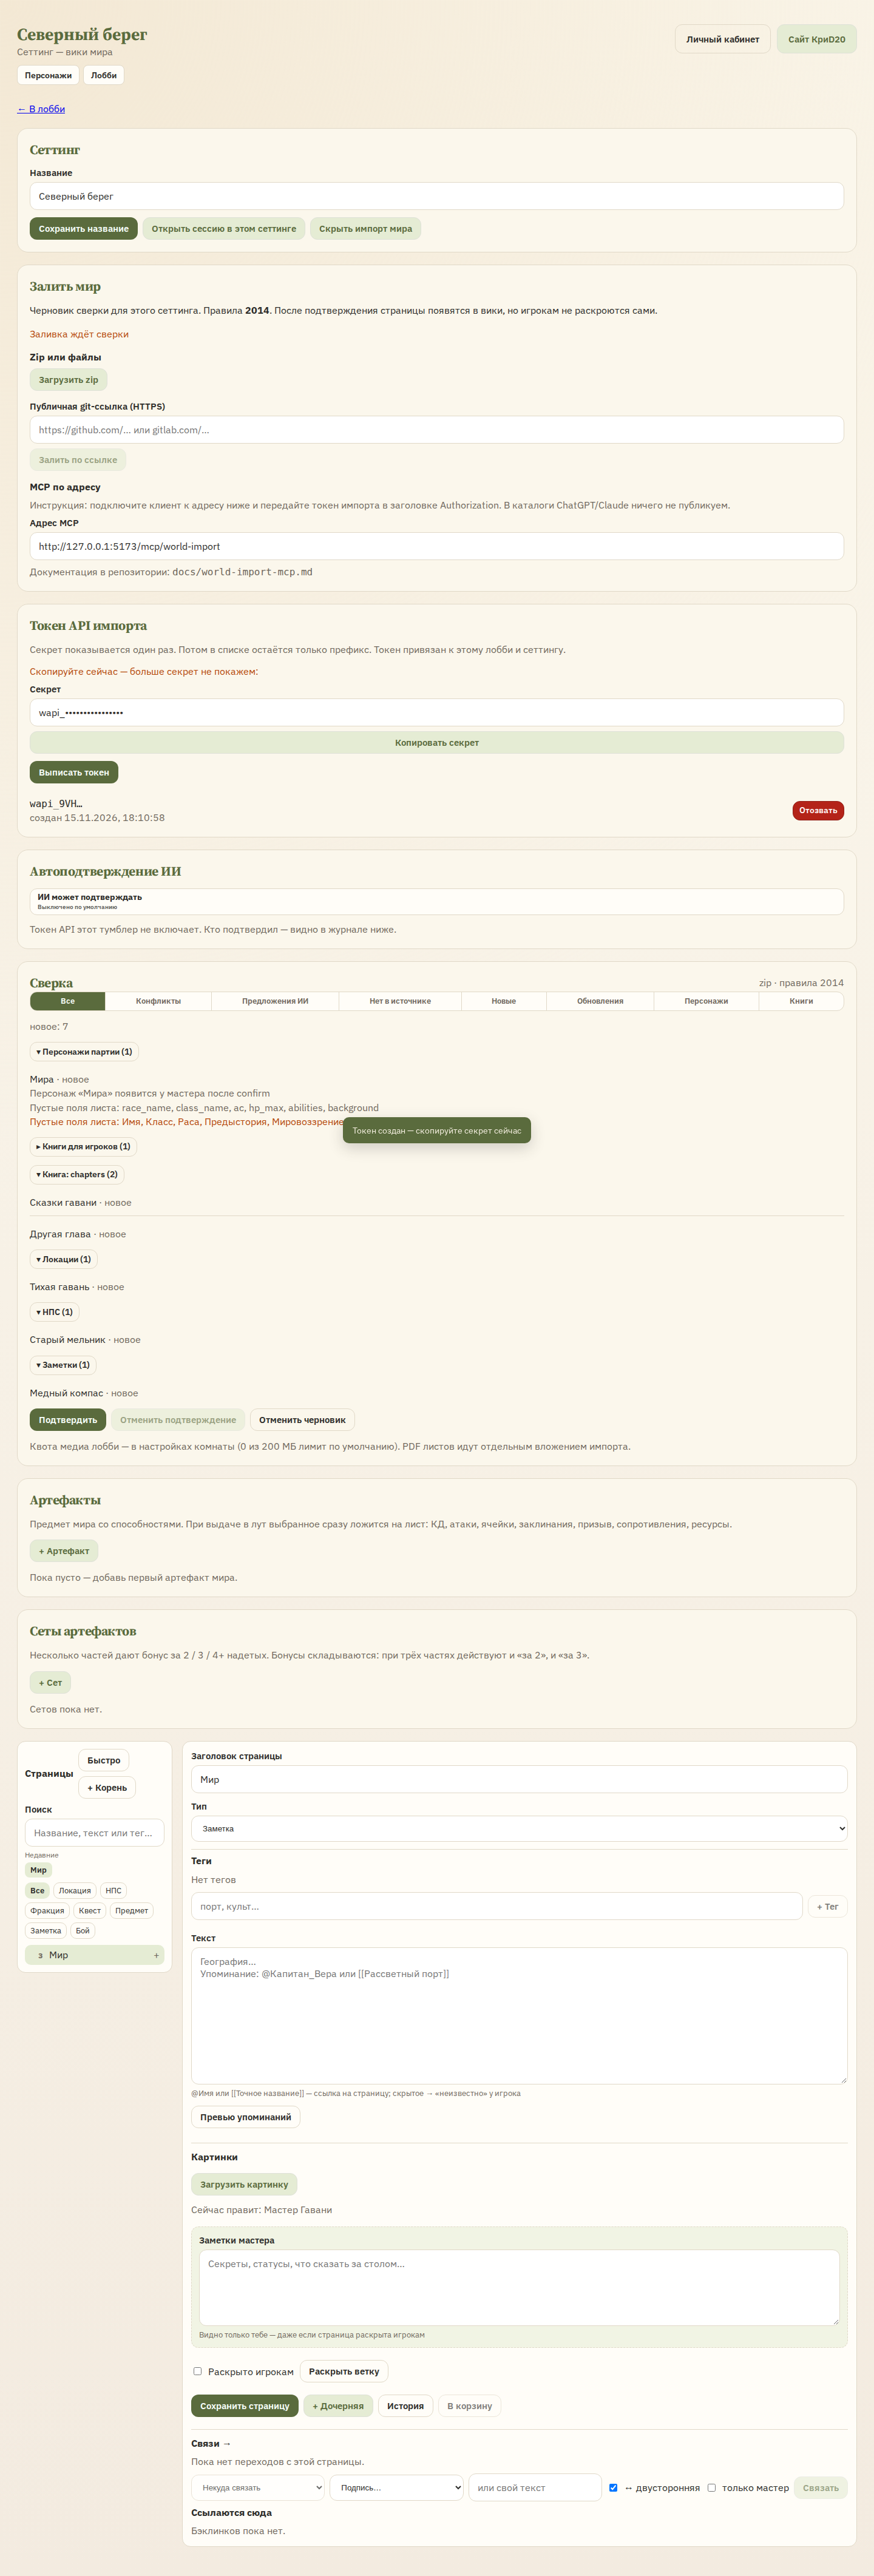 Северный берег
Сеттинг — вики мира
Личный кабинет
Сайт КриD20
Персонажи
Лобби
← В лобби
Сеттинг
Название
Северный берег
Сохранить название
Открыть сессию в этом сеттинге
Скрыть импорт мира
Залить мир
Черновик сверки для этого сеттинга. Правила 2014. После подтверждения страницы появятся в вики, но игрокам не раскроются сами.
Заливка ждёт сверки
Zip или файлы
Загрузить zip
Публичная git-ссылка (HTTPS)
https://github.com/... или gitlab.com/...
Залить по ссылке
MCP по адресу
Инструкция: подключите клиент к адресу ниже и передайте токен импорта в заголовке Authorization. В каталоги ChatGPT/Claude ничего не публикуем.
Адрес MCP
http://127.0.0.1:5173/mcp/world-import
Документация в репозитории: docs/world-import-mcp.md
Токен API импорта
Секрет показывается один раз. Потом в списке остаётся только префикс. Токен привязан к этому лобби и сеттингу.
Скопируйте сейчас — больше секрет не покажем:
Секрет
wapi_••••••••••••••••
Копировать секрет
Выписать токен
wapi_9VH…
создан 15.11.2026, 18:10:58
Отозвать
Автоподтверждение ИИ
ИИ может подтверждать
Выключено по умолчанию
Токен API этот тумблер не включает. Кто подтвердил — видно в журнале ниже.
Сверка
zip · правила 2014
Все
Конфликты
Предложения ИИ
Нет в источнике
Новые
Обновления
Персонажи
Книги
новое: 7
▾ Персонажи партии (1)
Мира · новое
Персонаж «Мира» появится у мастера после confirm
Пустые поля листа: race_name, class_name, ac, hp_max, abilities, background
Пустые поля листа: Имя, Класс, Раса, Предыстория, Мировоззрение
Токен создан — скопируйте секрет сейчас
▸ Книги для игроков (1)
▾ Книга: chapters (2)
Сказки гавани · новое
Другая глава · новое
▾ Локации (1)
Тихая гавань · новое
▾ НПС (1)
Старый мельник · новое
▾ Заметки (1)
Медный компас · новое
Подтвердить
Отменить подтверждение
Отменить черновик
Квота медиа лобби — в настройках комнаты (0 из 200 МБ лимит по умолчанию). PDF листов идут отдельным вложением импорта.
Артефакты
Предмет мира со способностями. При выдаче в лут выбранное сразу ложится на лист: КД, атаки, ячейки, заклинания, призыв, сопротивления, ресурсы.
+ Артефакт
Пока пусто — добавь первый артефакт мира.
Сеты артефактов
Несколько частей дают бонус за 2 / 3 / 4+ надетых. Бонусы складываются: при трёх частях действуют и «за 2», и «за 3».
+ Сет
Сетов пока нет.
Страницы
Быстро
+ Корень
Поиск
Название, текст или тег…
Недавние
Мир
Все
Локация
НПС
Фракция
Квест
Предмет
Заметка
Бой
З Мир +
Заголовок страницы
Мир
Тип
Заметка
Теги
Нет тегов
порт, культ…
+ Тег
Текст
География…
Упоминание: @Капитан_Вера или [[Рассветный порт]]
@Имя или [[Точное название]] — ссылка на страницу; скрытое → «неизвестно» у игрока
Превью упоминаний
Картинки
Загрузить картинку
Сейчас правит: Мастер Гавани
Заметки мастера
Секреты, статусы, что сказать за столом…
Видно только тебе — даже если страница раскрыта игрокам
Раскрыто игрокам
Раскрыть ветку
Сохранить страницу
+ Дочерняя
История
В корзину
Связи →
Пока нет переходов с этой страницы.
Некуда связать
Подпись…
или свой текст
↔ двусторонняя
только мастер
Связать
Ссылаются сюда
Бэклинков пока нет.